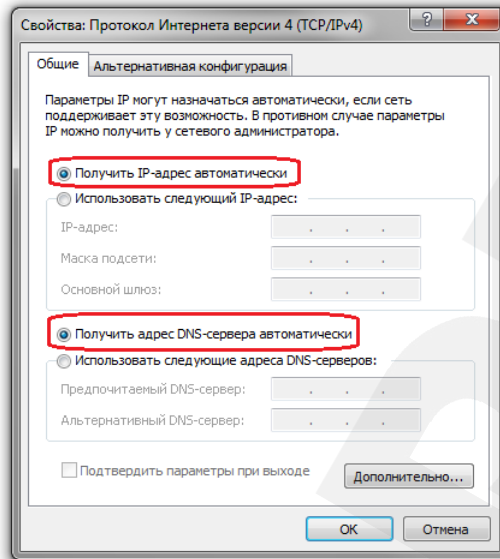 Свойства: Протокол Интернета версии 4 (TCP/IPv4)
Общие
Альтернативная конфигурация
Параметры IP могут назначаться автоматически, если сеть
поддерживает эту возможность. В противном случае параметры
IP можно получить у сетевого администратора.
Получить IP-адрес автоматически
Использовать следующий IP-адрес:
IP-адрес:
Маска подсети:
Основной шлюз:
Получить адрес DNS-сервера автоматически
Использовать следующие адреса DNS-серверов:
Предпочитаемый DNS-сервер:
Альтернативный DNS-сервер:
Подтвердить параметры при выходе
Дополнительно...
ОК
Отмена